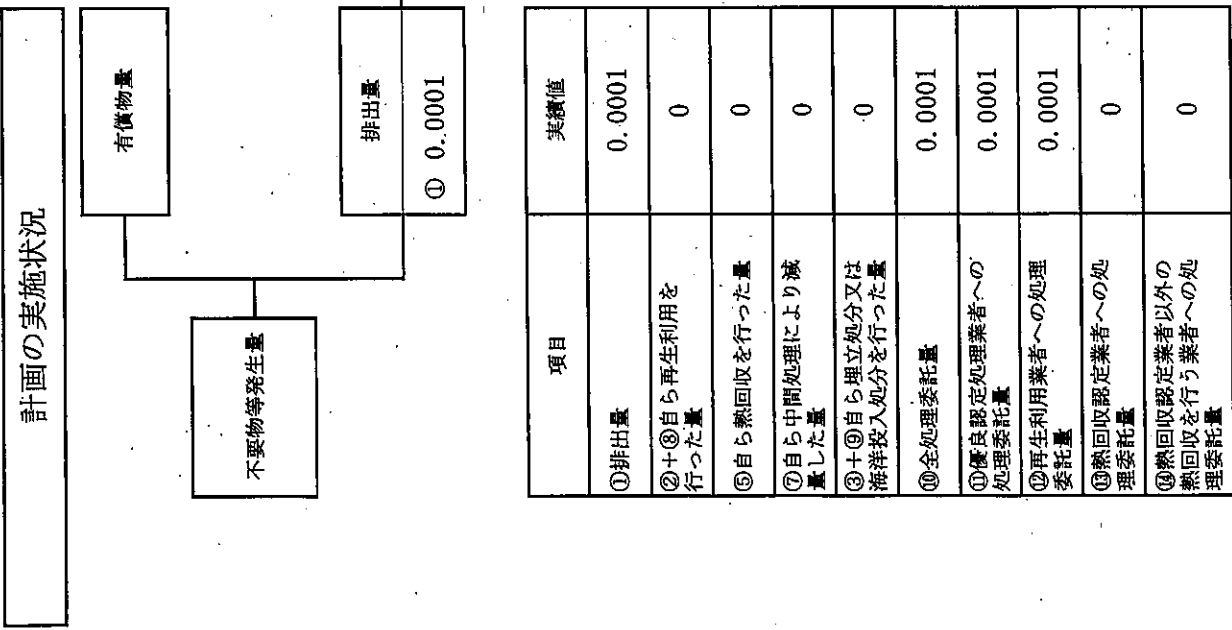 計画の実施状況
有償物量
不要物等発生量
排出量
① 0.0001
項目
実績値
①排出量
0.0001
②+⑧自ら再生利用を
行った量
0
⑤自ら熱回収を行った量
0
⑦自ら中間処理により減
量した量
0
③+⑨自ら埋立処分又は
海洋投入処分を行った量
0
⑩全処理委託量
0.0001
⑪優良認定処理業者への
処理委託量
0.0001
⑫再生利用業者への処理
委託量
0.0001
⑬熱回収認定業者への処
理委託量
0
⑭熱回収認定業者以外の
熱回収を行う業者への処
理委託量
0